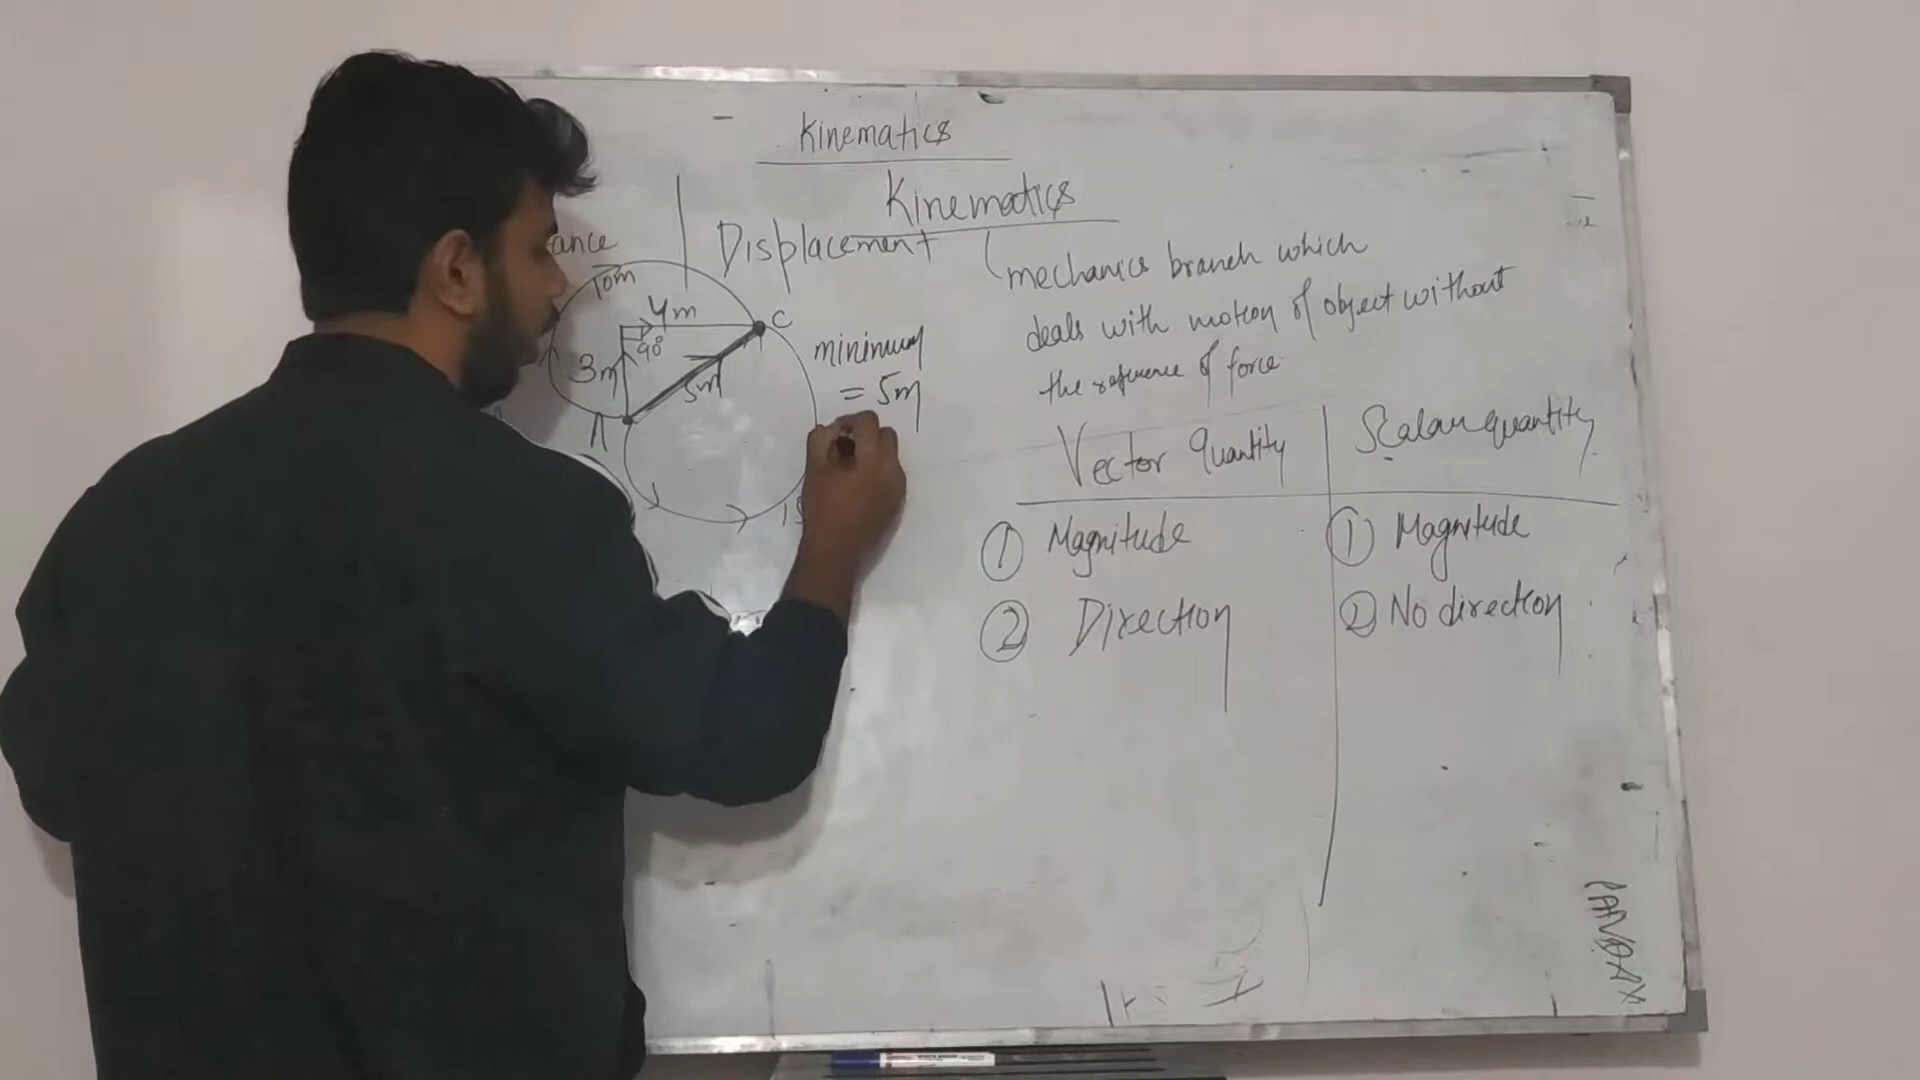 Kinematics
Kinematics
ance
Displacement
(mechanics branch which
deals with motion of object without
the reference of force
10m
4m
C
90°
3m
5m
A
minimum
= 5m
Vector Quantity
Scalar quantity
① Magnitude
① Magnitude
② Direction
② No direction